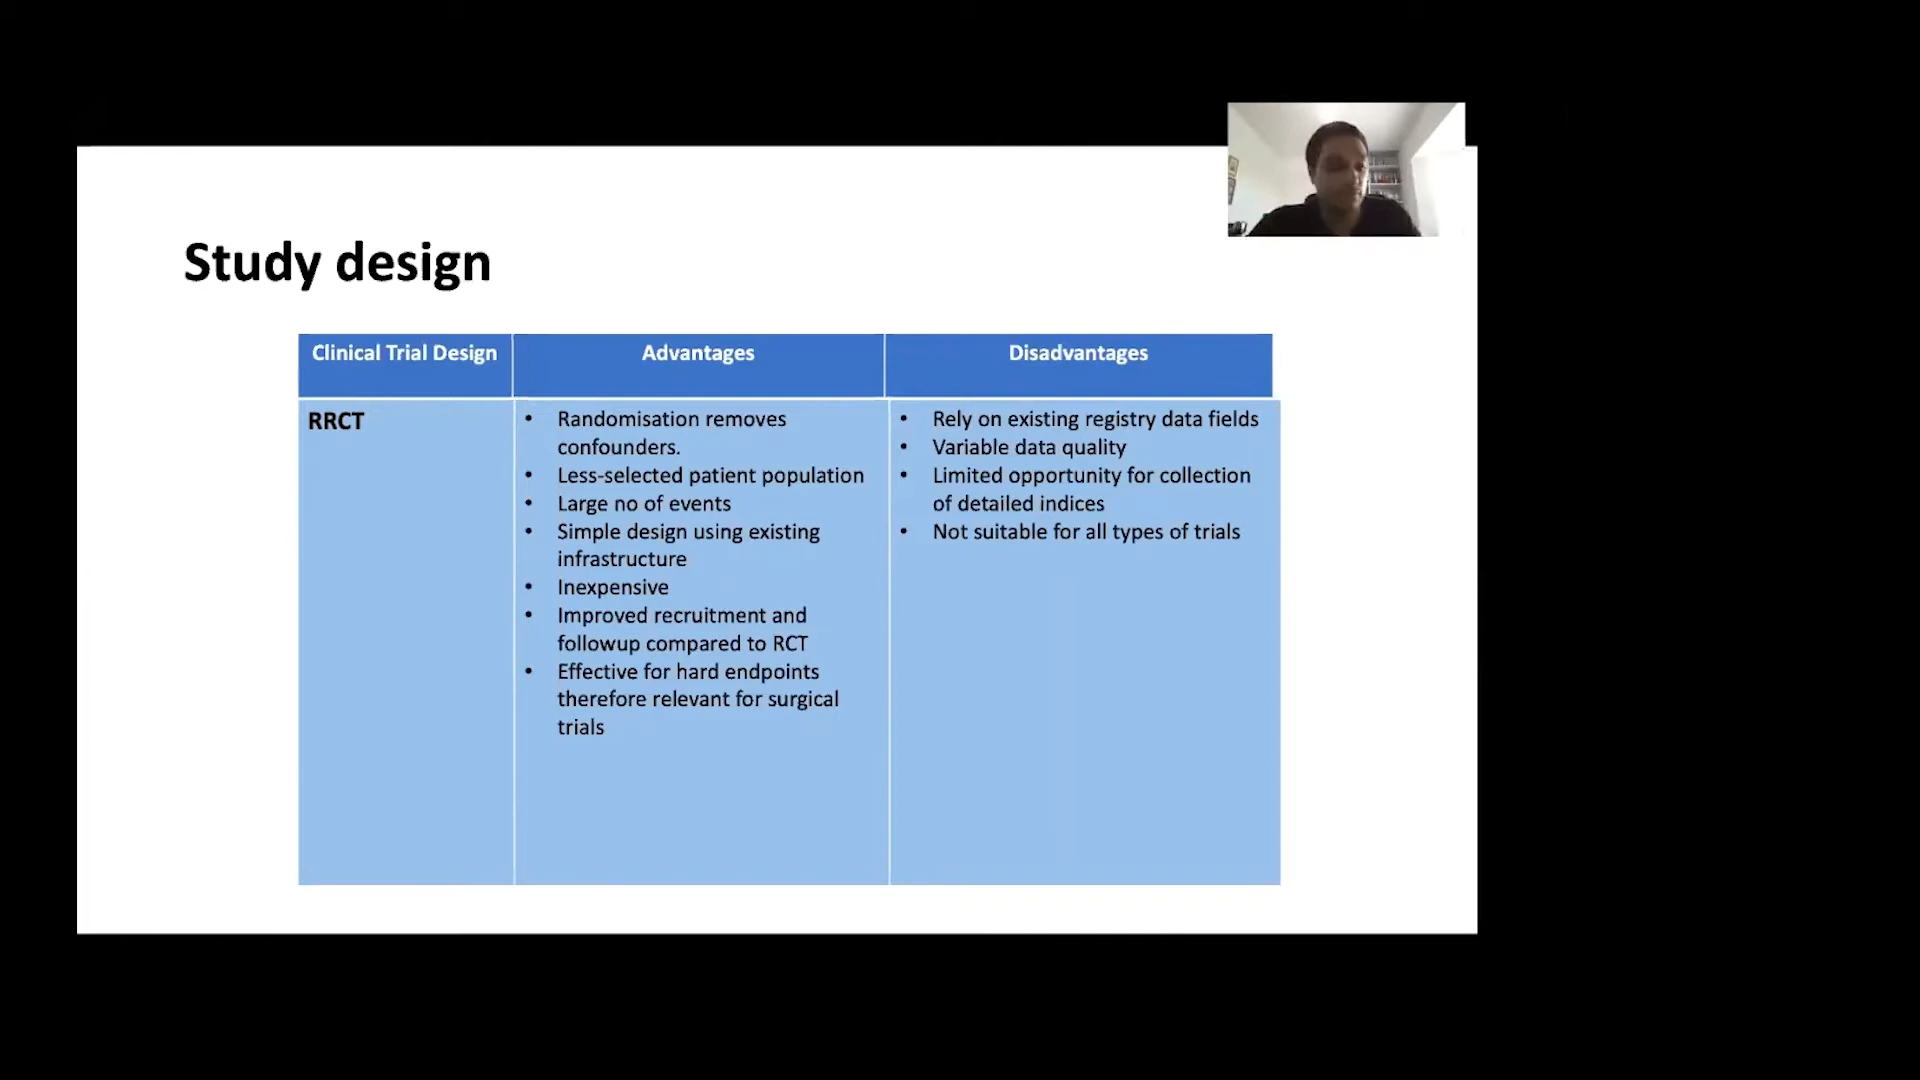 Study design
Clinical Trial Design
Advantages
Disadvantages
RRCT
• Randomisation removes
confounders.
• Less-selected patient population
• Large no of events
• Simple design using existing
infrastructure
• Inexpensive
• Improved recruitment and
followup compared to RCT
• Effective for hard endpoints
therefore relevant for surgical
trials
• Rely on existing registry data fields
• Variable data quality
• Limited opportunity for collection
of detailed indices
• Not suitable for all types of trials